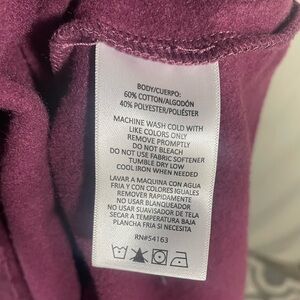 BODY/CUERPO:
60% COTTON/ALGODÓN
40% POLYESTER/POLIÉSTER
MACHINE WASH COLD WITH
LIKE COLORS ONLY
REMOVE PROMPTLY
DO NOT BLEACH
DO NOT USE FABRIC SOFTENER
TUMBLE DRY LOW
COOL IRON WHEN NEEDED
LAVAR A MAQUINA CON AGUA
FRIA Y CON COLORES IGUALES
REMOVER RAPIDAMENTE
NO USAR BLANQUEADOR
NO USAR SUAVISADOR DE TELA
SECAR A TEMPERATURA BAJA
PLANCHA FRIA SI NECESITA
RN#54163